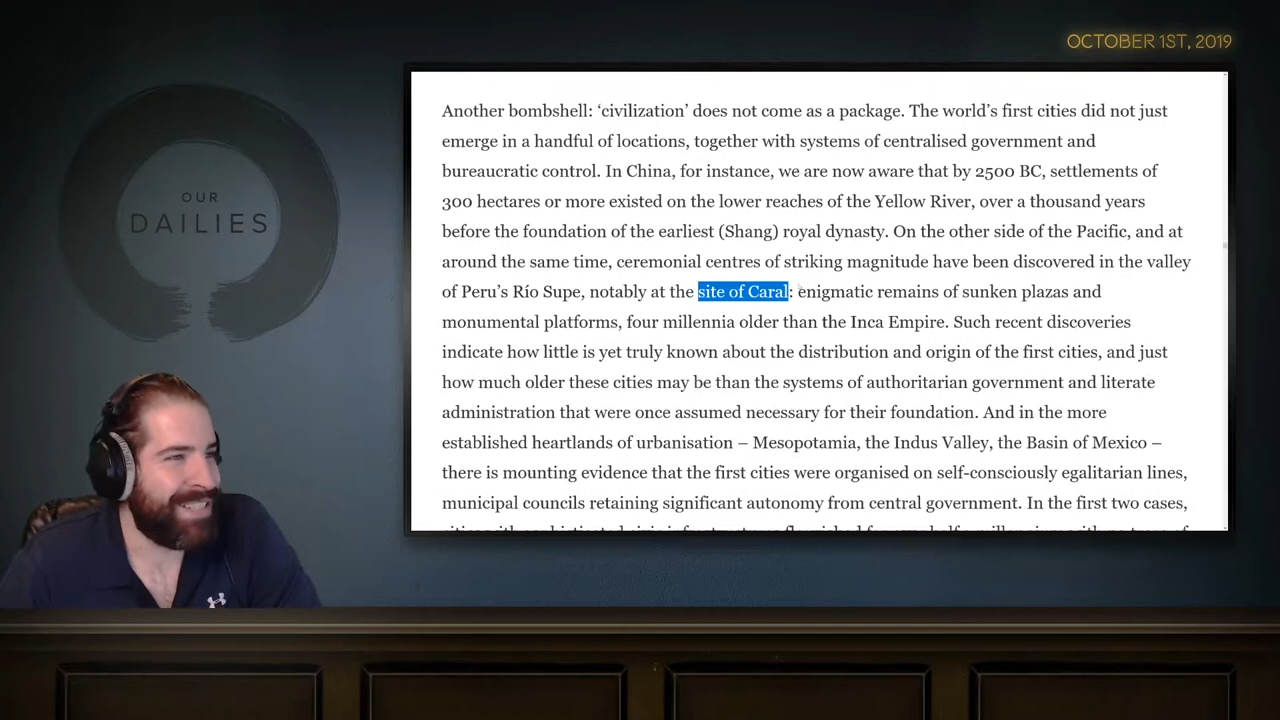 OCTOBER 1ST, 2019
OUR
DAILIES
Another bombshell: ‘civilization’ does not come as a package. The world’s first cities did not just
emerge in a handful of locations, together with systems of centralised government and
bureaucratic control. In China, for instance, we are now aware that by 2500 BC, settlements of
300 hectares or more existed on the lower reaches of the Yellow River, over a thousand years
before the foundation of the earliest (Shang) royal dynasty. On the other side of the Pacific, and at
around the same time, ceremonial centres of striking magnitude have been discovered in the valley
of Peru’s Río Supe, notably at the site of Caral: enigmatic remains of sunken plazas and
monumental platforms, four millennia older than the Inca Empire. Such recent discoveries
indicate how little is yet truly known about the distribution and origin of the first cities, and just
how much older these cities may be than the systems of authoritarian government and literate
administration that were once assumed necessary for their foundation. And in the more
established heartlands of urbanisation – Mesopotamia, the Indus Valley, the Basin of Mexico –
there is mounting evidence that the first cities were organised on self-consciously egalitarian lines,
municipal councils retaining significant autonomy from central government. In the first two cases,